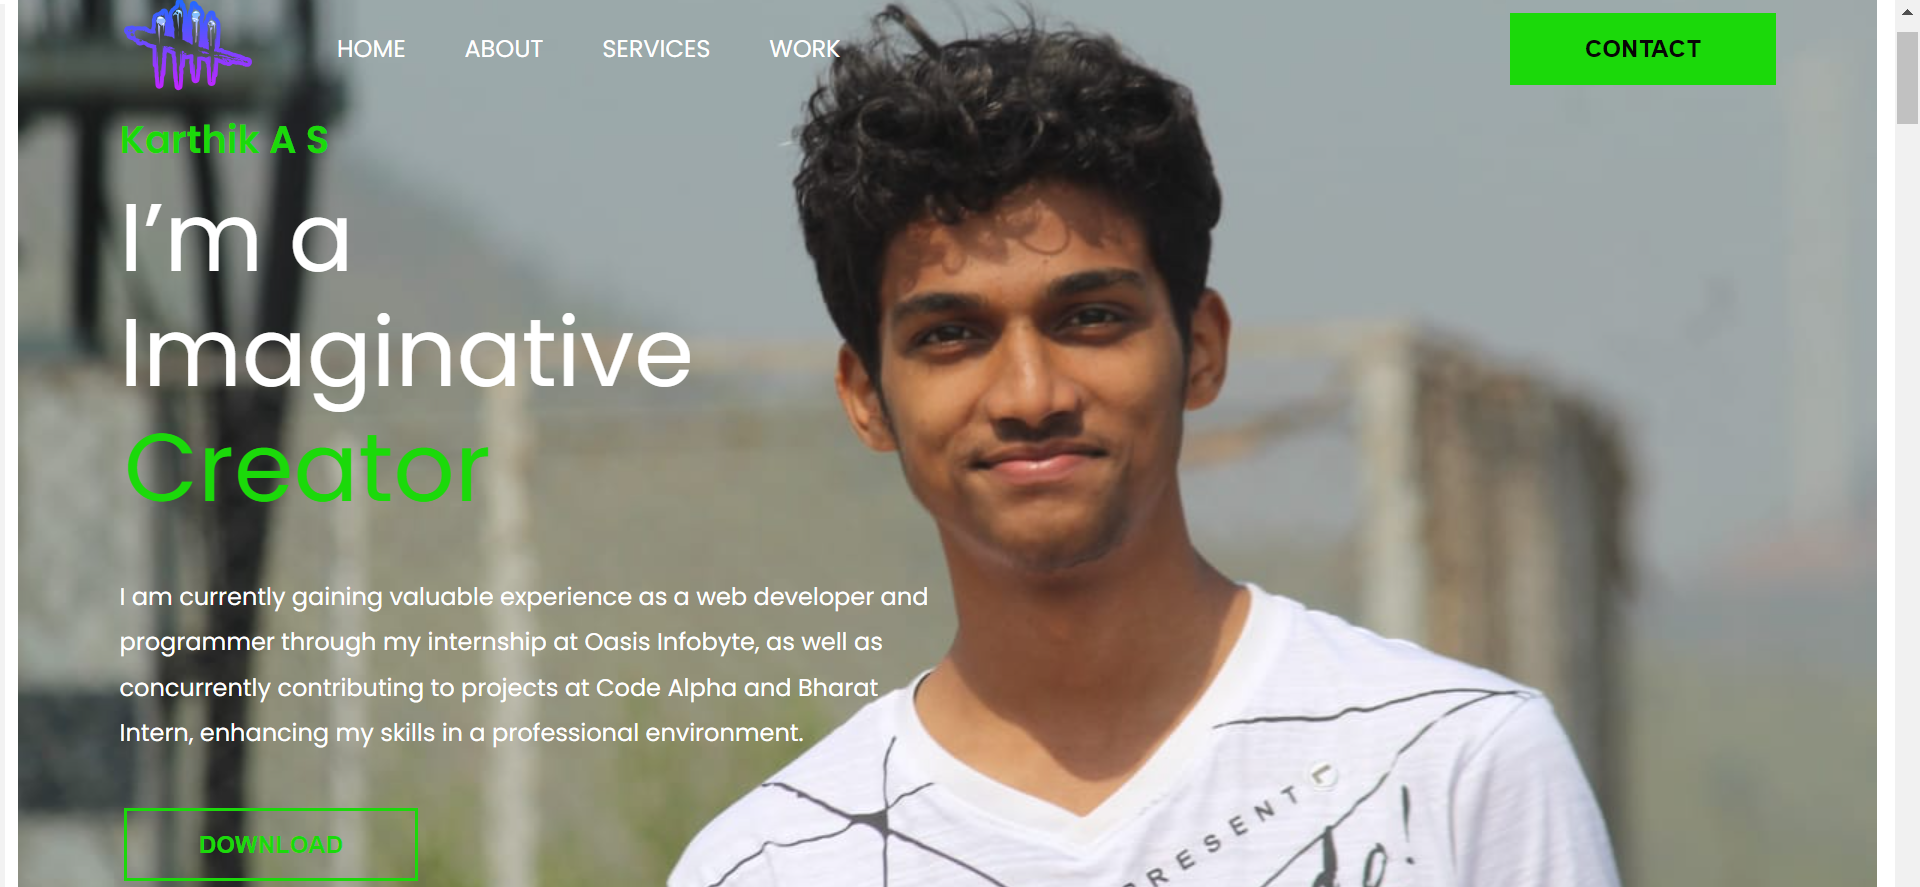 HOME ABOUT SERVICES WORK CONTACT
Karthik A S
I’m a
Imaginative
Creator
I am currently gaining valuable experience as a web developer and
programmer through my internship at Oasis Infobyte, as well as
concurrently contributing to projects at Code Alpha and Bharat
Intern, enhancing my skills in a professional environment.
DOWNLOAD
PRESENT